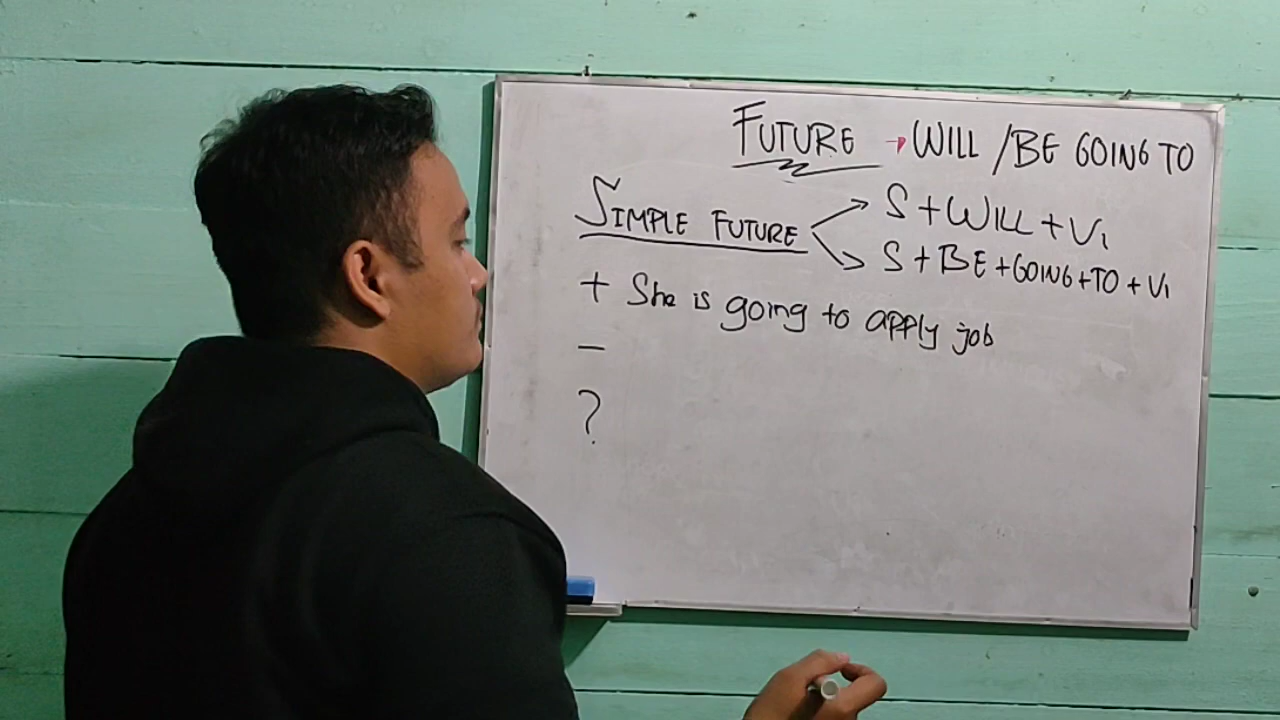 FUTURE → WILL / BE GOING TO
SIMPLE FUTURE
S + WILL + V1
S + BE + GOING + TO + V1
+ She is going to apply job
−
?